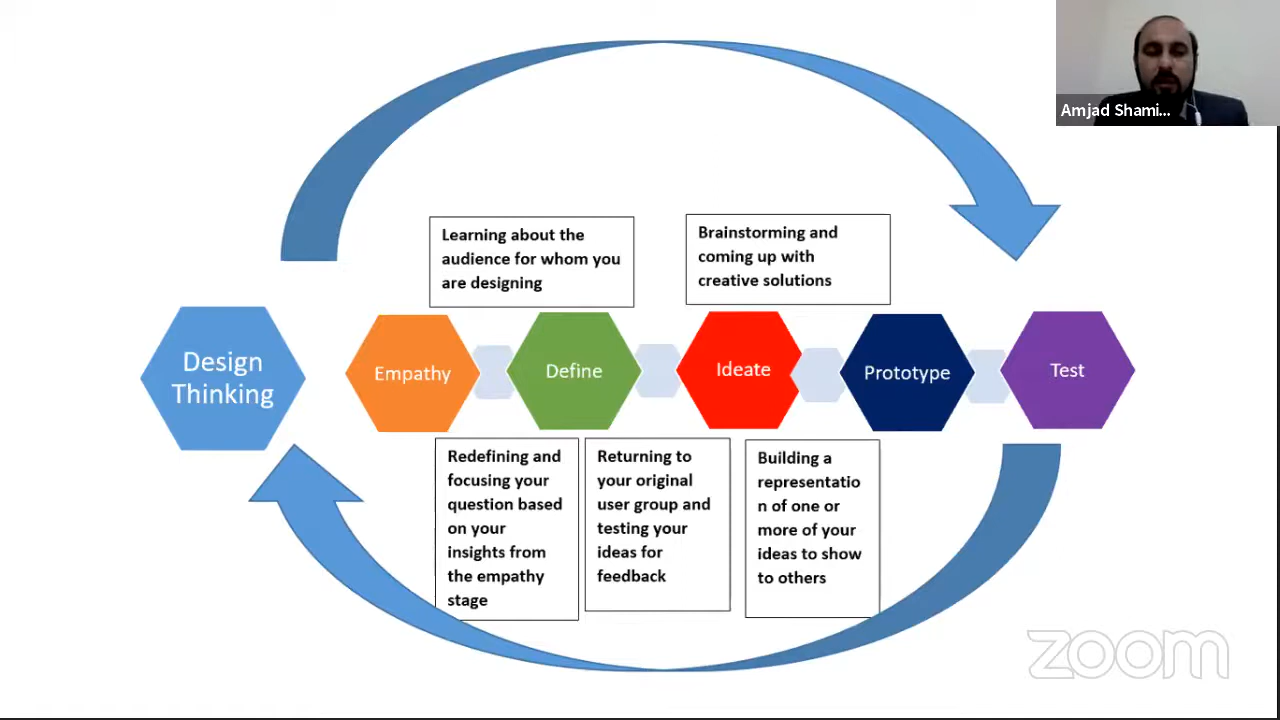 Amjad Shami...
Learning about the
audience for whom you
are designing
Brainstorming and
coming up with
creative solutions
Design
Thinking
Empathy
Define
Ideate
Prototype
Test
Redefining and
focusing your
question based
on your
insights from
the empathy
stage
Returning to
your original
user group and
testing your
ideas for
feedback
Building a
representatio
n of one or
more of your
ideas to show
to others
zoom